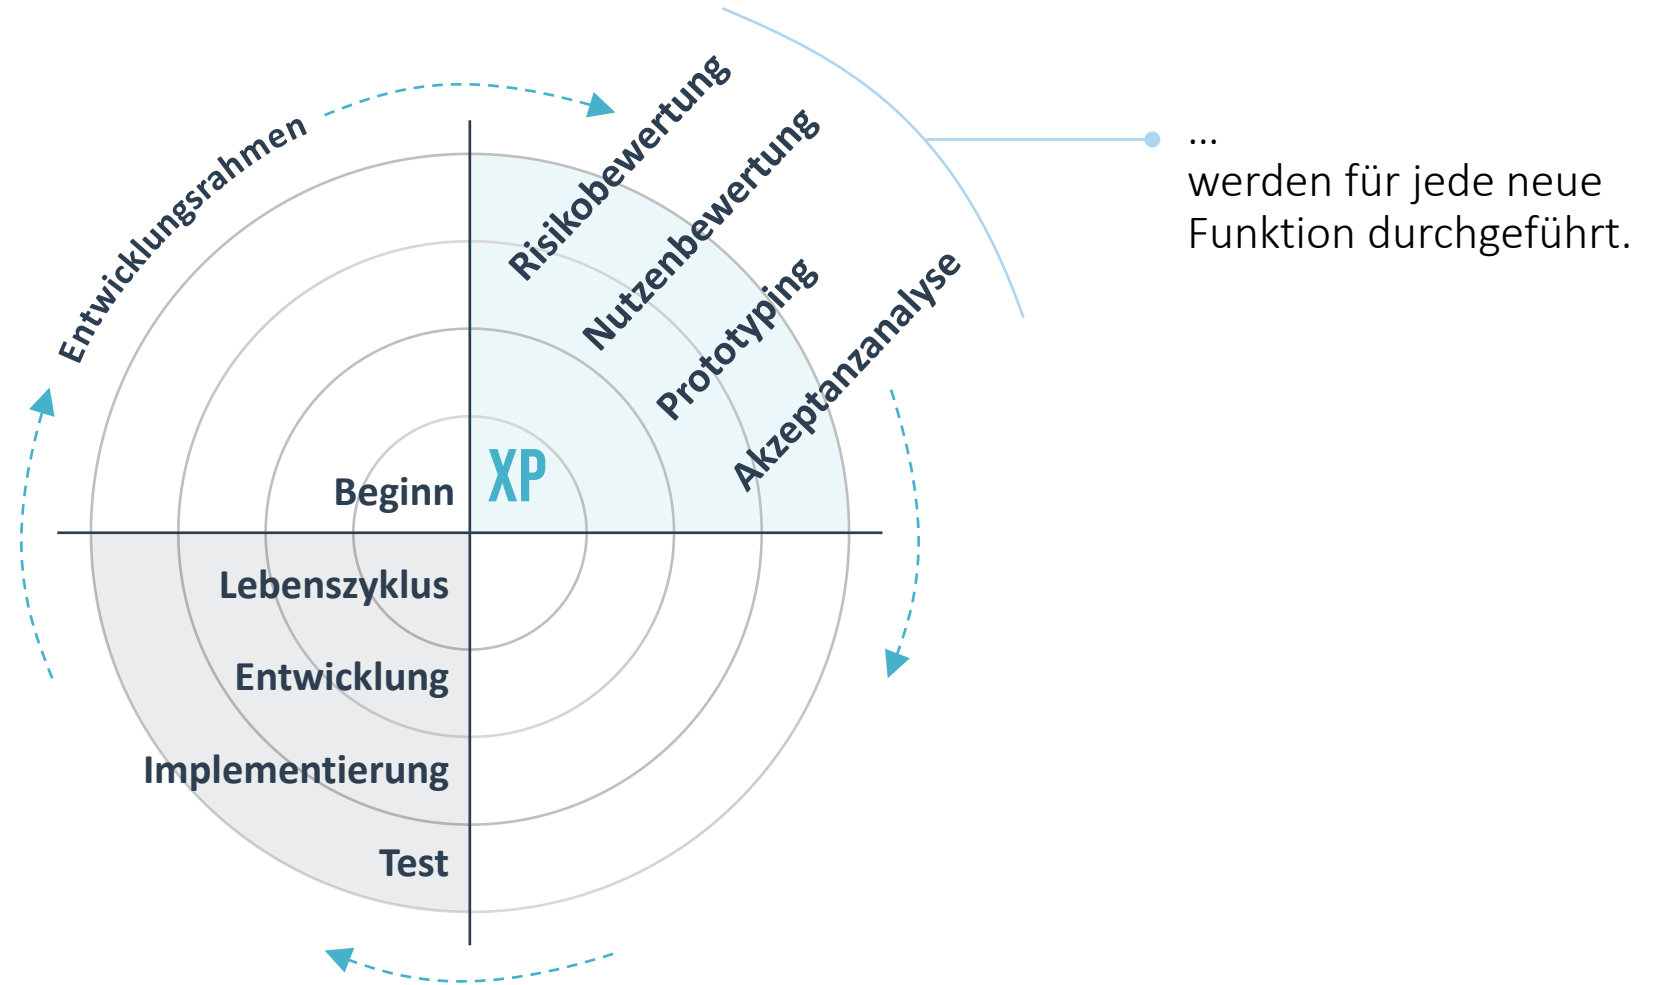 Entwicklungsrahmen
Risikobewertung
Nutzenbewertung
Prototyping
Akzeptanzanalyse
...
werden für jede neue
Funktion durchgeführt.
XP
Beginn
Lebenszyklus
Entwicklung
Implementierung
Test